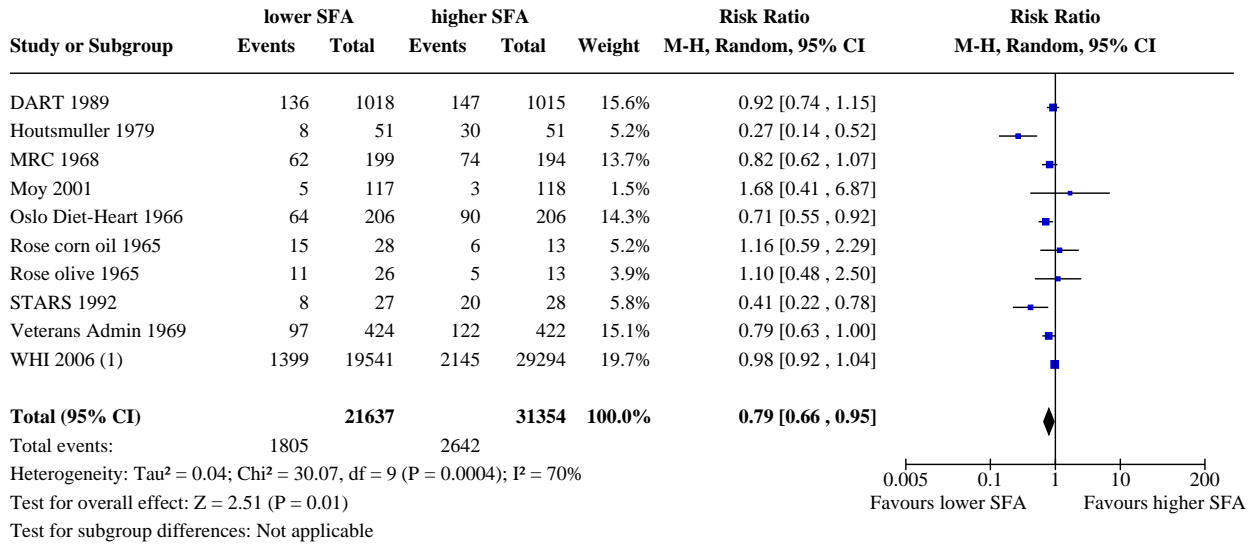 lower SFA higher SFA Risk Ratio Risk Ratio
Study or Subgroup Events Total Events Total Weight M-H, Random, 95% CI M-H, Random, 95% CI
DART 1989 136 1018 147 1015 15.6% 0.92 [0.74 , 1.15]
Houtsmuller 1979 8 51 30 51 5.2% 0.27 [0.14 , 0.52]
MRC 1968 62 199 74 194 13.7% 0.82 [0.62 , 1.07]
Moy 2001 5 117 3 118 1.5% 1.68 [0.41 , 6.87]
Oslo Diet-Heart 1966 64 206 90 206 14.3% 0.71 [0.55 , 0.92]
Rose corn oil 1965 15 28 6 13 5.2% 1.16 [0.59 , 2.29]
Rose olive 1965 11 26 5 13 3.9% 1.10 [0.48 , 2.50]
STARS 1992 8 27 20 28 5.8% 0.41 [0.22 , 0.78]
Veterans Admin 1969 97 424 122 422 15.1% 0.79 [0.63 , 1.00]
WHI 2006 (1) 1399 19541 2145 29294 19.7% 0.98 [0.92 , 1.04]
Total (95% CI) 21637 31354 100.0% 0.79 [0.66 , 0.95]
Total events: 1805 2642
Heterogeneity: Tau² = 0.04; Chi² = 30.07, df = 9 (P = 0.0004); I² = 70%
0.005 0.1 1 10 200
Test for overall effect: Z = 2.51 (P = 0.01)
Favours lower SFA Favours higher SFA
Test for subgroup differences: Not applicable